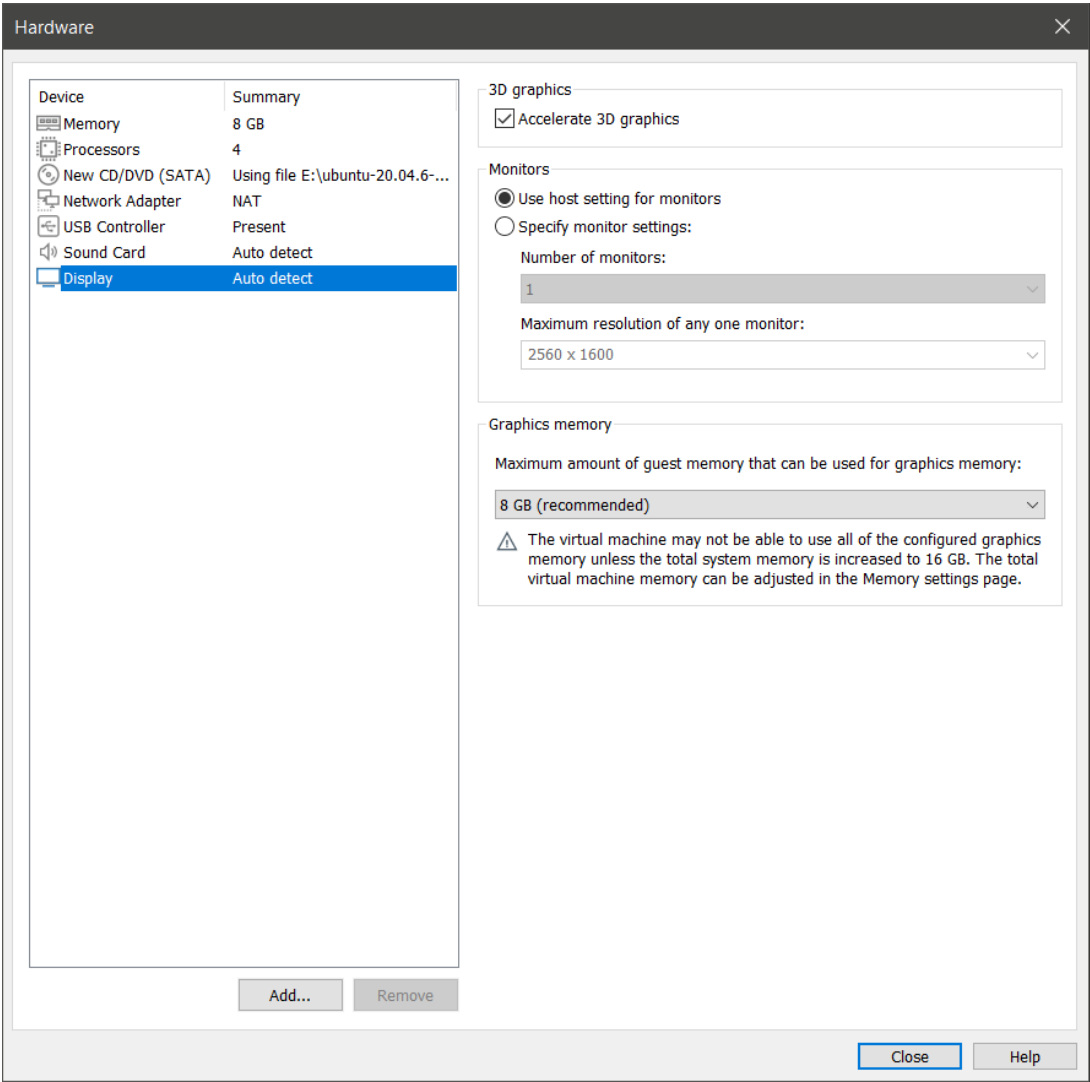 Hardware
Device Summary
Memory 8 GB
Processors 4
New CD/DVD (SATA) Using file E:\ubuntu-20.04.6-...
Network Adapter NAT
USB Controller Present
Sound Card Auto detect
Display Auto detect
Add... Remove
3D graphics
Accelerate 3D graphics
Monitors
Use host setting for monitors
Specify monitor settings:
Number of monitors:
1
Maximum resolution of any one monitor:
2560 x 1600
Graphics memory
Maximum amount of guest memory that can be used for graphics memory:
8 GB (recommended)
The virtual machine may not be able to use all of the configured graphics
memory unless the total system memory is increased to 16 GB. The total
virtual machine memory can be adjusted in the Memory settings page.
Close Help